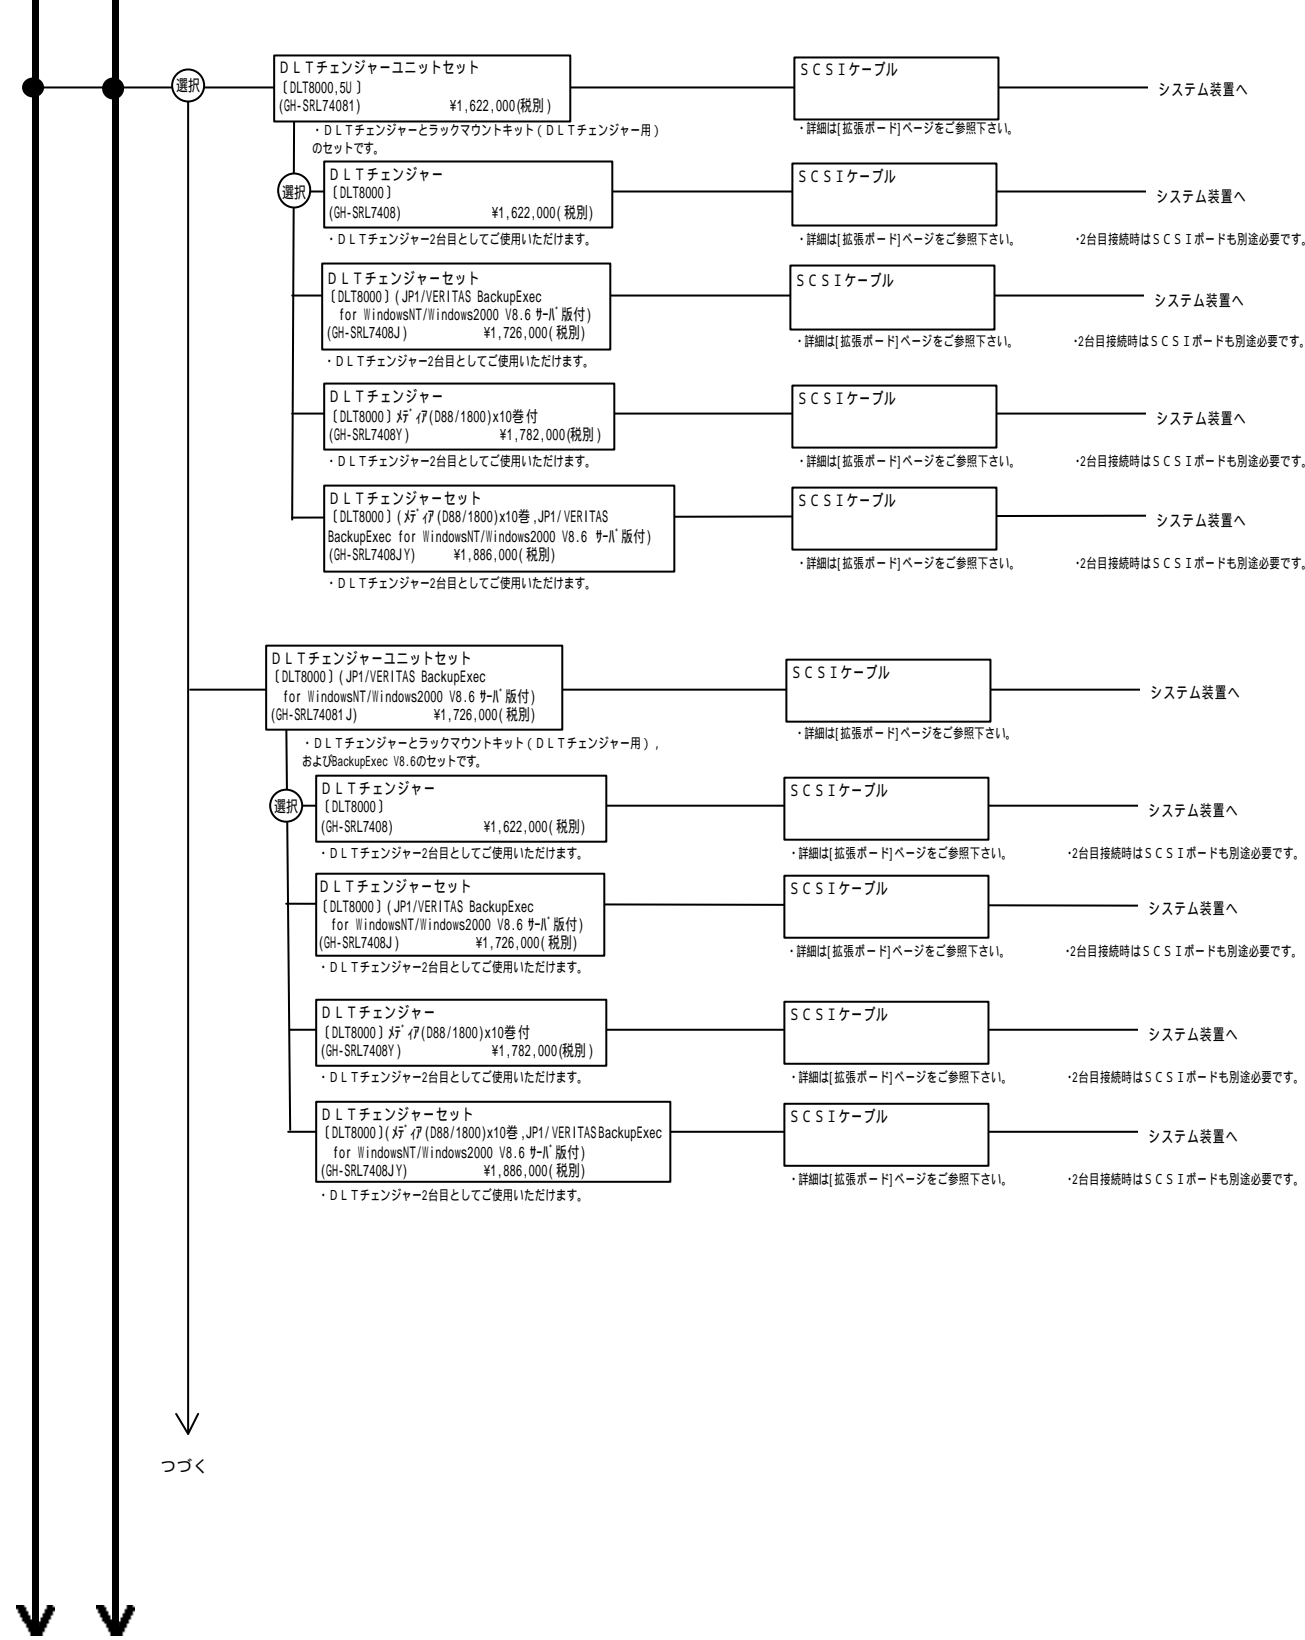 選択
ＤＬＴチェンジャーユニットセット
〔DLT8000,5U〕
(GH-SRL74081) ¥1,622,000(税別)
ＳＣＳＩケーブル
システム装置へ
・ＤＬＴチェンジャーとラックマウントキット（ＤＬＴチェンジャー用）
のセットです。
・詳細は[拡張ボード]ページをご参照下さい。
選択
ＤＬＴチェンジャー
〔DLT8000〕
(GH-SRL7408) ¥1,622,000(税別)
ＳＣＳＩケーブル
システム装置へ
・ＤＬＴチェンジャー2台目としてご使用いただけます。
・詳細は[拡張ボード]ページをご参照下さい。
・2台目接続時はＳＣＳＩボードも別途必要です。
ＤＬＴチェンジャーセット
〔DLT8000〕(JP1/VERITAS BackupExec
for WindowsNT/Windows2000 V8.6 ｻｰﾊﾞ版付)
(GH-SRL7408J) ¥1,726,000(税別)
ＳＣＳＩケーブル
システム装置へ
・ＤＬＴチェンジャー2台目としてご使用いただけます。
・詳細は[拡張ボード]ページをご参照下さい。
・2台目接続時はＳＣＳＩボードも別途必要です。
ＤＬＴチェンジャー
〔DLT8000〕ﾒﾃﾞｨｱ(D88/1800)x10巻付
(GH-SRL7408Y) ¥1,782,000(税別)
ＳＣＳＩケーブル
システム装置へ
・ＤＬＴチェンジャー2台目としてご使用いただけます。
・詳細は[拡張ボード]ページをご参照下さい。
・2台目接続時はＳＣＳＩボードも別途必要です。
ＤＬＴチェンジャーセット
〔DLT8000〕(ﾒﾃﾞｨｱ(D88/1800)x10巻,JP1/VERITAS
BackupExec for WindowsNT/Windows2000 V8.6 ｻｰﾊﾞ版付)
(GH-SRL7408JY) ¥1,886,000(税別)
ＳＣＳＩケーブル
システム装置へ
・ＤＬＴチェンジャー2台目としてご使用いただけます。
・詳細は[拡張ボード]ページをご参照下さい。
・2台目接続時はＳＣＳＩボードも別途必要です。
ＤＬＴチェンジャーユニットセット
〔DLT8000〕(JP1/VERITAS BackupExec
for WindowsNT/Windows2000 V8.6 ｻｰﾊﾞ版付)
(GH-SRL74081J) ¥1,726,000(税別)
ＳＣＳＩケーブル
システム装置へ
・ＤＬＴチェンジャーとラックマウントキット（ＤＬＴチェンジャー用）,
およびBackupExec V8.6のセットです。
・詳細は[拡張ボード]ページをご参照下さい。
選択
ＤＬＴチェンジャー
〔DLT8000〕
(GH-SRL7408) ¥1,622,000(税別)
ＳＣＳＩケーブル
システム装置へ
・ＤＬＴチェンジャー2台目としてご使用いただけます。
・詳細は[拡張ボード]ページをご参照下さい。
・2台目接続時はＳＣＳＩボードも別途必要です。
ＤＬＴチェンジャーセット
〔DLT8000〕(JP1/VERITAS BackupExec
for WindowsNT/Windows2000 V8.6 ｻｰﾊﾞ版付)
(GH-SRL7408J) ¥1,726,000(税別)
ＳＣＳＩケーブル
システム装置へ
・ＤＬＴチェンジャー2台目としてご使用いただけます。
・詳細は[拡張ボード]ページをご参照下さい。
・2台目接続時はＳＣＳＩボードも別途必要です。
ＤＬＴチェンジャー
〔DLT8000〕ﾒﾃﾞｨｱ(D88/1800)x10巻付
(GH-SRL7408Y) ¥1,782,000(税別)
ＳＣＳＩケーブル
システム装置へ
・ＤＬＴチェンジャー2台目としてご使用いただけます。
・詳細は[拡張ボード]ページをご参照下さい。
・2台目接続時はＳＣＳＩボードも別途必要です。
ＤＬＴチェンジャーセット
〔DLT8000〕(ﾒﾃﾞｨｱ(D88/1800)x10巻,JP1/VERITAS BackupExec
for WindowsNT/Windows2000 V8.6 ｻｰﾊﾞ版付)
(GH-SRL7408JY) ¥1,886,000(税別)
ＳＣＳＩケーブル
システム装置へ
・ＤＬＴチェンジャー2台目としてご使用いただけます。
・詳細は[拡張ボード]ページをご参照下さい。
・2台目接続時はＳＣＳＩボードも別途必要です。
つづく